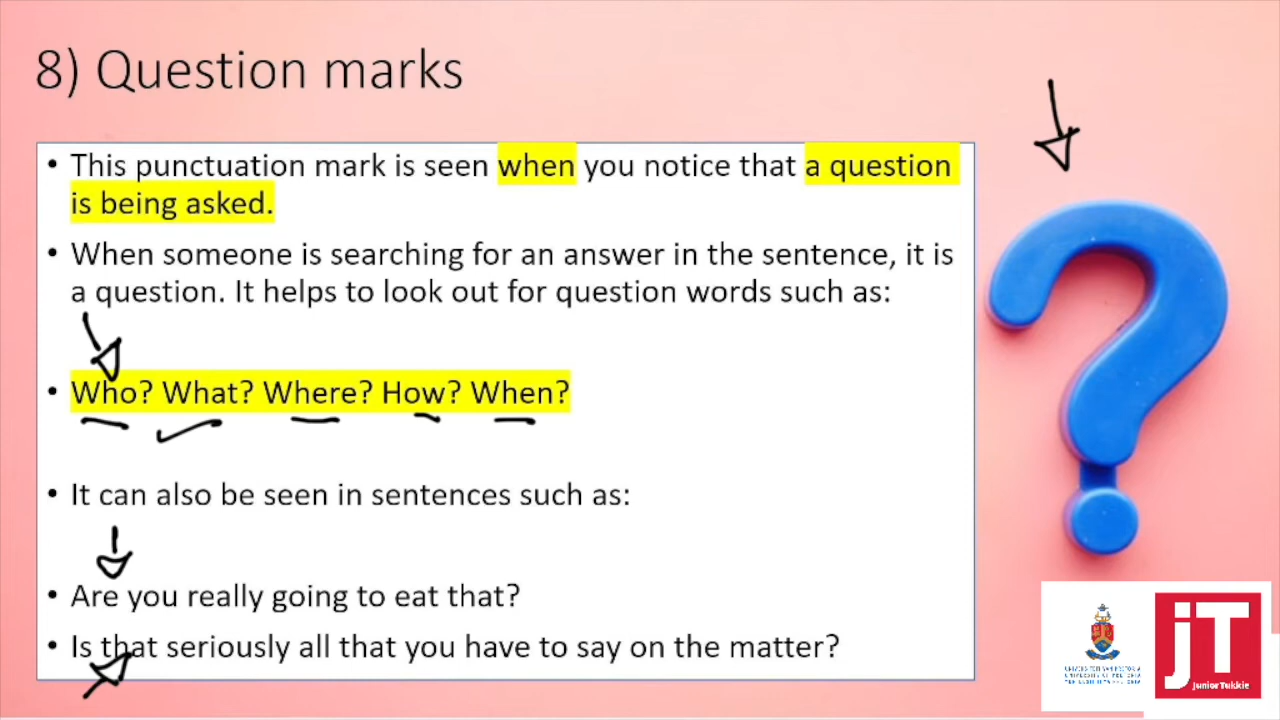 8) Question marks
• This punctuation mark is seen when you notice that a question
is being asked.
• When someone is searching for an answer in the sentence, it is
a question. It helps to look out for question words such as:
• Who? What? Where? How? When?
• It can also be seen in sentences such as:
• Are you really going to eat that?
• Is that seriously all that you have to say on the matter?
jT
Junior Tukkie